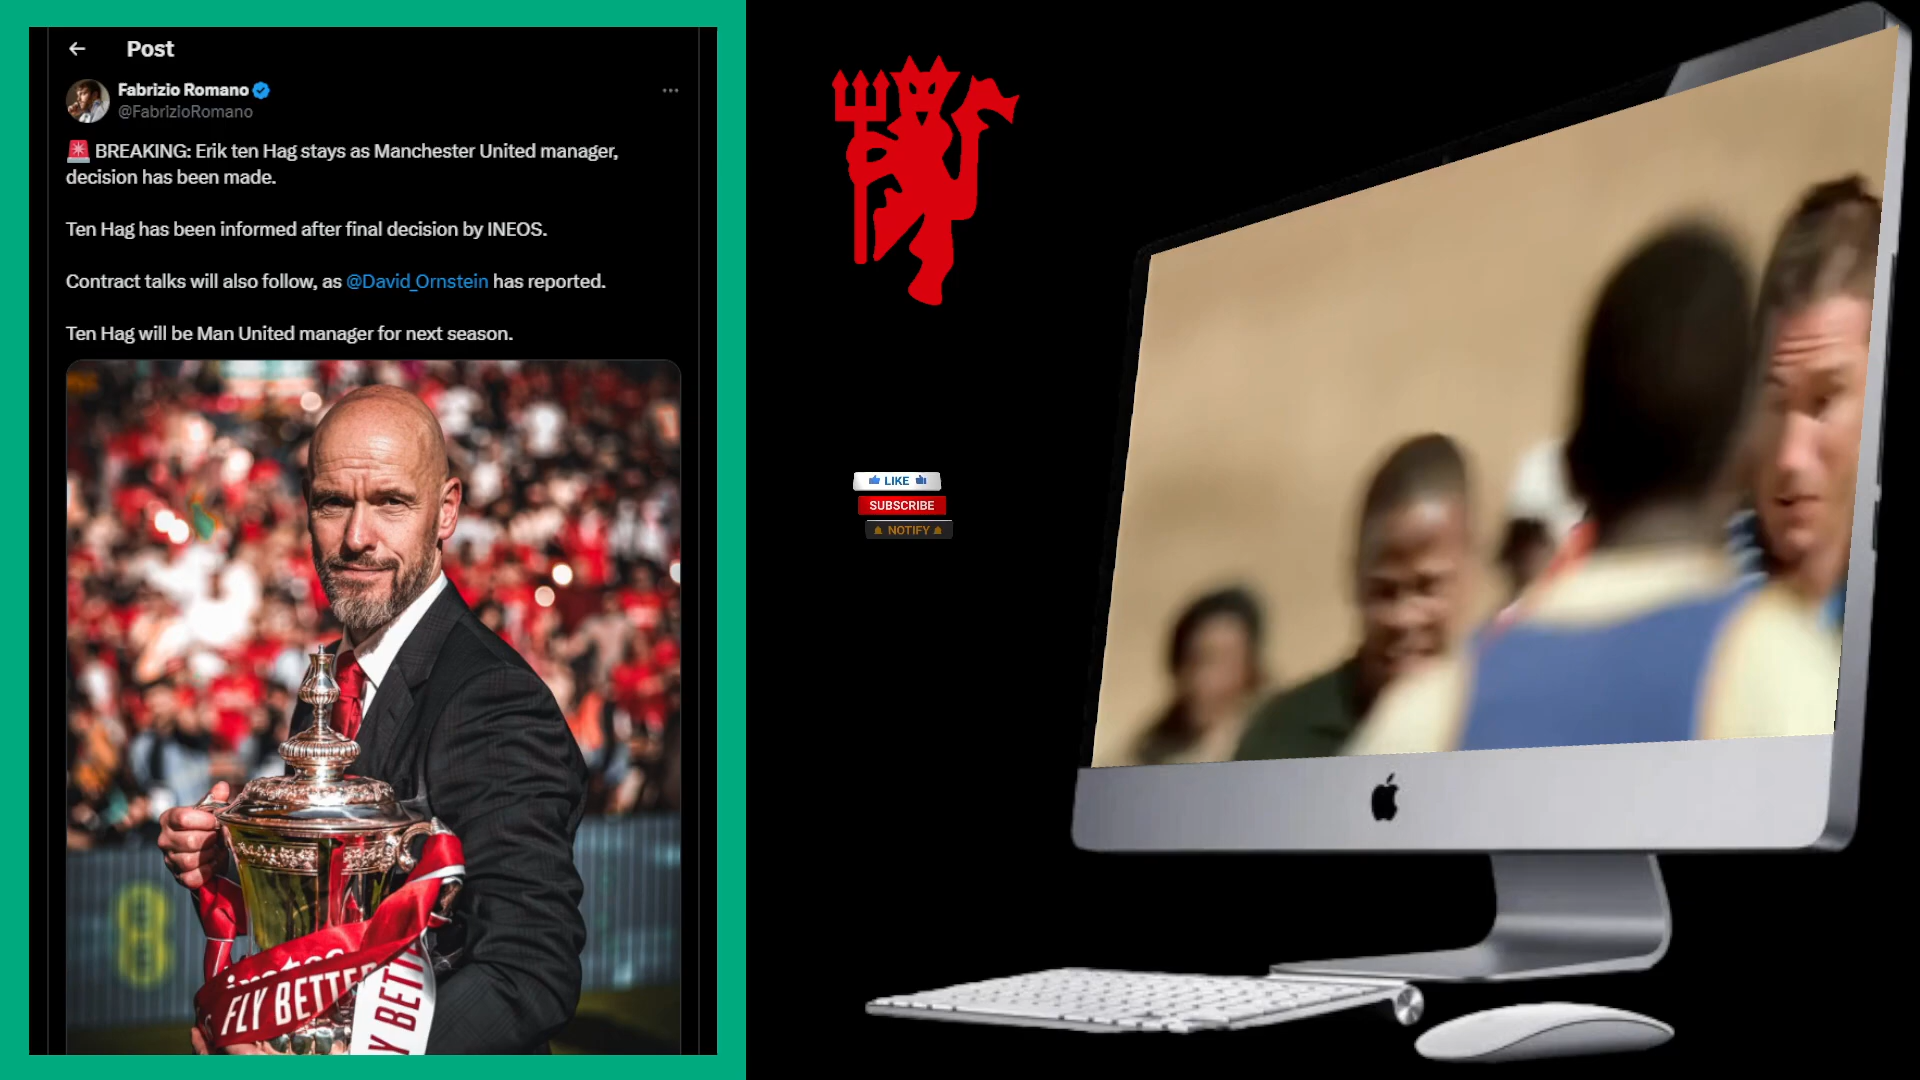 Post
Fabrizio Romano
@FabrizioRomano
BREAKING: Erik ten Hag stays as Manchester United manager,
decision has been made.
Ten Hag has been informed after final decision by INEOS.
Contract talks will also follow, as @David_Ornstein has reported.
Ten Hag will be Man United manager for next season.
FLY BETTE
Y BETTI
LIKE
SUBSCRIBE
NOTIFY